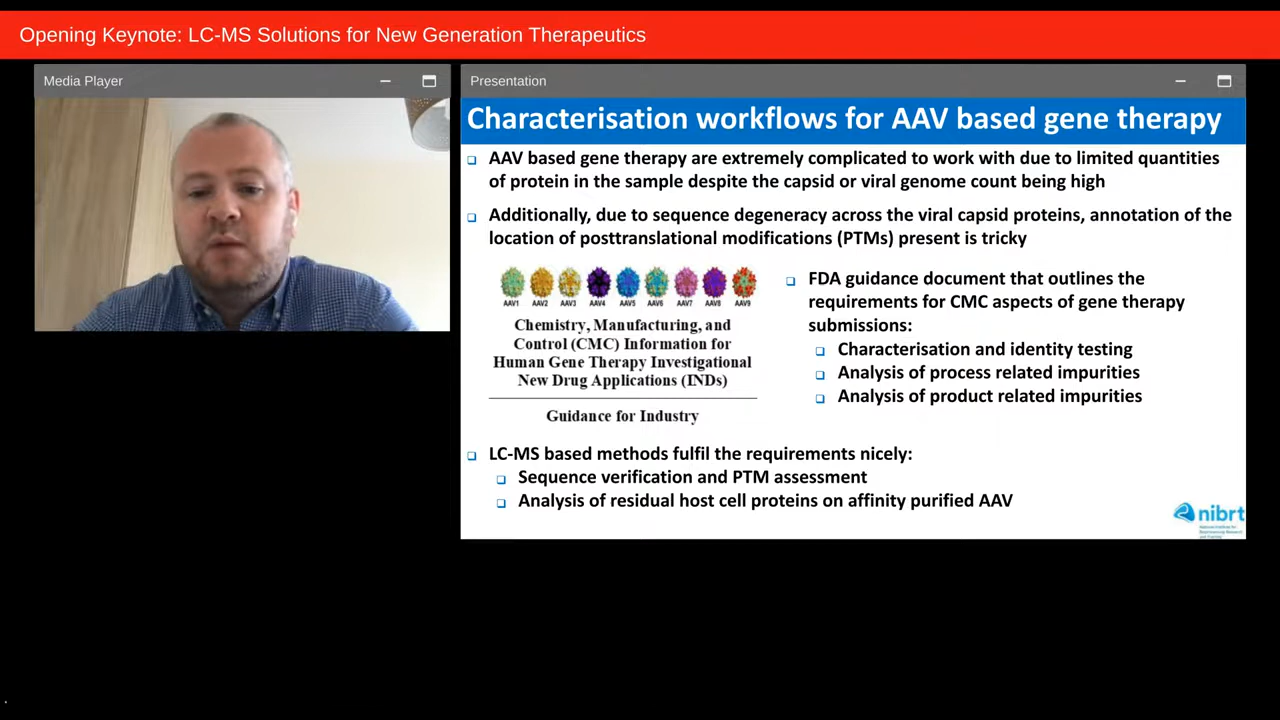 Opening Keynote: LC-MS Solutions for New Generation Therapeutics
Media Player
Presentation
Characterisation workflows for AAV based gene therapy
AAV based gene therapy are extremely complicated to work with due to limited quantities
of protein in the sample despite the capsid or viral genome count being high
Additionally, due to sequence degeneracy across the viral capsid proteins, annotation of the
location of posttranslational modifications (PTMs) present is tricky
AAV1 AAV2 AAV3 AAV4 AAV5 AAV6 AAV7 AAV8 AAV9
Chemistry, Manufacturing, and
Control (CMC) Information for
Human Gene Therapy Investigational
New Drug Applications (INDs)
Guidance for Industry
FDA guidance document that outlines the
requirements for CMC aspects of gene therapy
submissions:
Characterisation and identity testing
Analysis of process related impurities
Analysis of product related impurities
LC-MS based methods fulfil the requirements nicely:
Sequence verification and PTM assessment
Analysis of residual host cell proteins on affinity purified AAV
nibrt